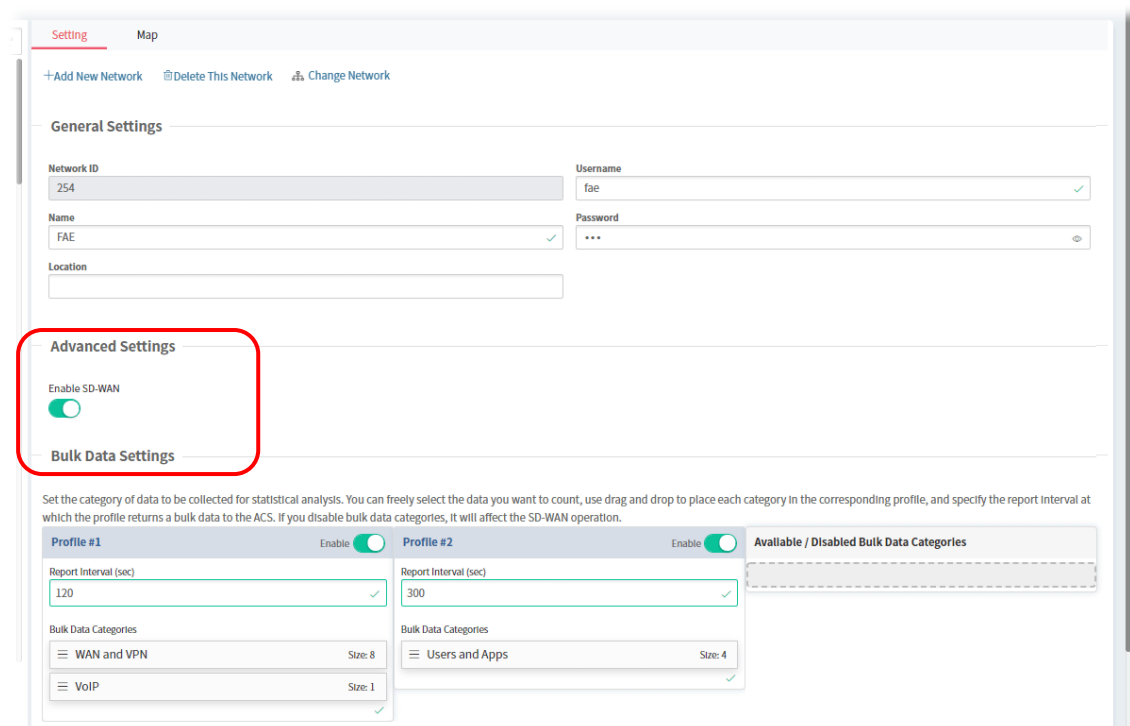 Setting Map
+Add New Network Delete This Network Change Network
General Settings
Network ID Username
254 fae
Name Password
FAE •••
Location
Advanced Settings
Enable SD-WAN
Bulk Data Settings
Set the category of data to be collected for statistical analysis. You can freely select the data you want to count, use drag and drop to place each category in the corresponding profile, and specify the report interval at
which the profile returns a bulk data to the ACS. If you disable bulk data categories, it will affect the SD-WAN operation.
Profile #1 Enable Profile #2 Enable Available / Disabled Bulk Data Categories
Report Interval (sec) Report Interval (sec)
120 300
Bulk Data Categories Bulk Data Categories
WAN and VPN Size: 8 Users and Apps Size: 4
VoIP Size: 1